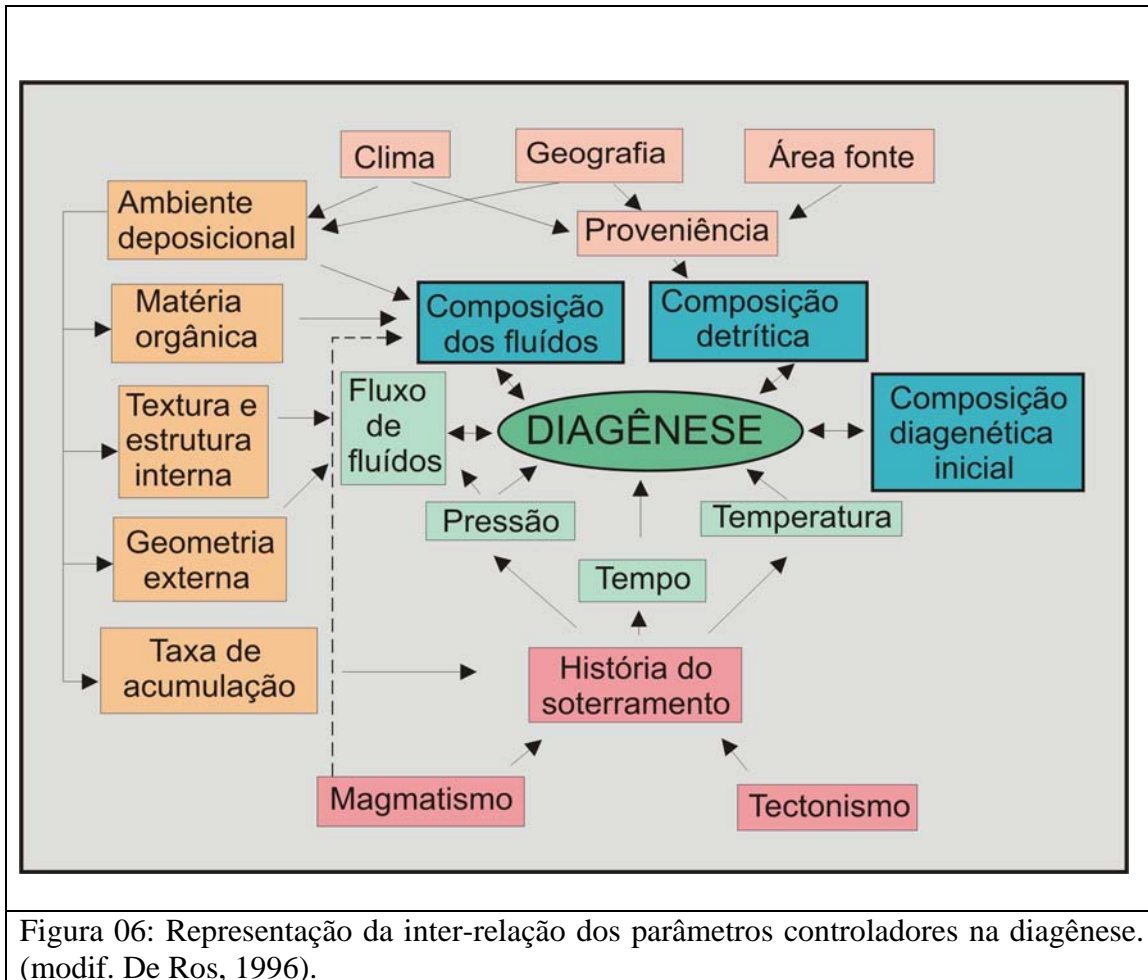 Clima
Geografia
Área fonte
Ambiente
deposicional
Proveniência
Matéria
orgânica
Composição
dos fluídos
Composição
detrítica
Textura e
estrutura
interna
Fluxo
de
fluídos
DIAGÊNESE
Composição
diagenética
inicial
Pressão
Temperatura
Geometria
externa
Tempo
Taxa de
acumulação
História do
soterramento
Magmatismo
Tectonismo
Figura 06: Representação da inter-relação dos parâmetros controladores na diagênese.
(modif. De Ros, 1996).